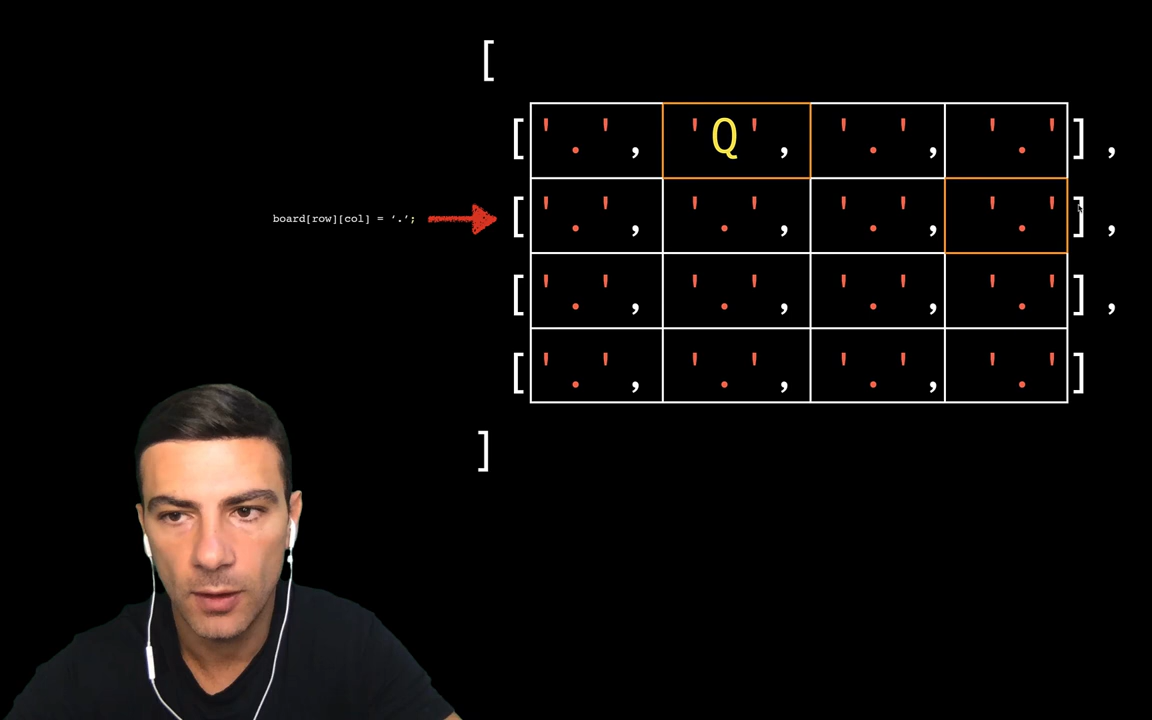 [
['.', 'Q', '.', '.'],
board[row][col] = ‘.’;
['.', '.', '.', '.'],
['.', '.', '.', '.'],
['.', '.', '.', '.']
]